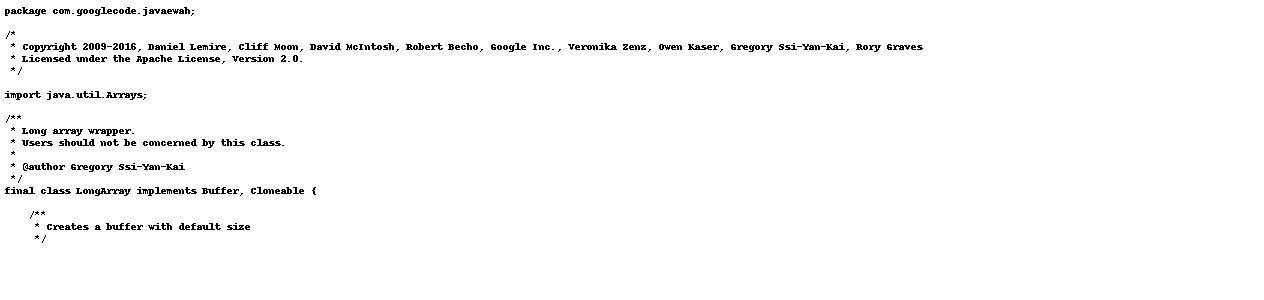 package com.googlecode.javaewah;

/*
 * Copyright 2009-2016, Daniel Lemire, Cliff Moon, David McIntosh, Robert Becho, Google Inc., Veronika Zenz, Owen Kaser, Gregory Ssi-Yan-Kai, Rory Graves
 * Licensed under the Apache License, Version 2.0.
 */

import java.util.Arrays;

/**
 * Long array wrapper.
 * Users should not be concerned by this class.
 *
 * @author Gregory Ssi-Yan-Kai
 */
final class LongArray implements Buffer, Cloneable {

    /**
     * Creates a buffer with default size
     */